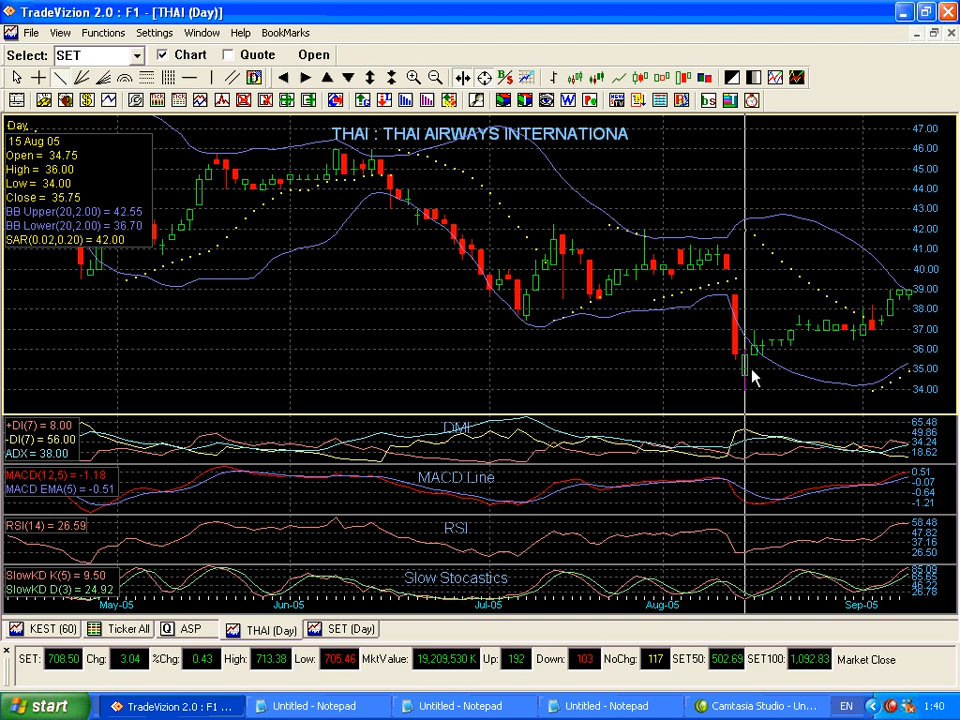 TradeVizion 2.0 : F1 - [THAI (Day)]
File View Functions Settings Window Help BookMarks
Select: SET Chart Quote Open
Day
THAI : THAI AIRWAYS INTERNATIONA
15 Aug 05
Open = 34.75
High = 36.00
Low = 34.00
Close = 35.75
BB Upper(20,2.00) = 42.55
BB Lower(20,2.00) = 36.70
SAR(0.02,0.20) = 42.00
47.00
46.00
45.00
44.00
43.00
42.00
41.00
40.00
39.00
38.00
37.00
36.00
35.00
34.00
+DI(7) = 8.00
-DI(7) = 56.00
ADX = 38.00
DMI
65.48
49.86
34.24
18.62
MACD(12,5) = -1.18
MACD EMA(5) = -0.51
MACD Line
0.51
-0.07
-0.64
-1.21
RSI(14) = 26.59
RSI
58.48
47.82
37.16
26.50
SlowKD K(5) = 9.50
SlowKD D(3) = 24.92
Slow Stocastics
85.09
65.65
46.22
26.78
May-05 Jun-05 Jul-05 Aug-05 Sep-05
KEST (60) Ticker All Q ASP THAI (Day) SET (Day)
SET: 708.50 Chg: 3.04 %Chg: 0.43 High: 713.38 Low: 705.46 MktValue: 19,209,530 K Up: 192 Down: 103 NoChg: 117 SET50: 502.69 SET100: 1,092.83 Market Close
start TradeVizion 2.0 : F1 ... Untitled - Notepad Untitled - Notepad Untitled - Notepad Camtasia Studio - Un... EN 1:40